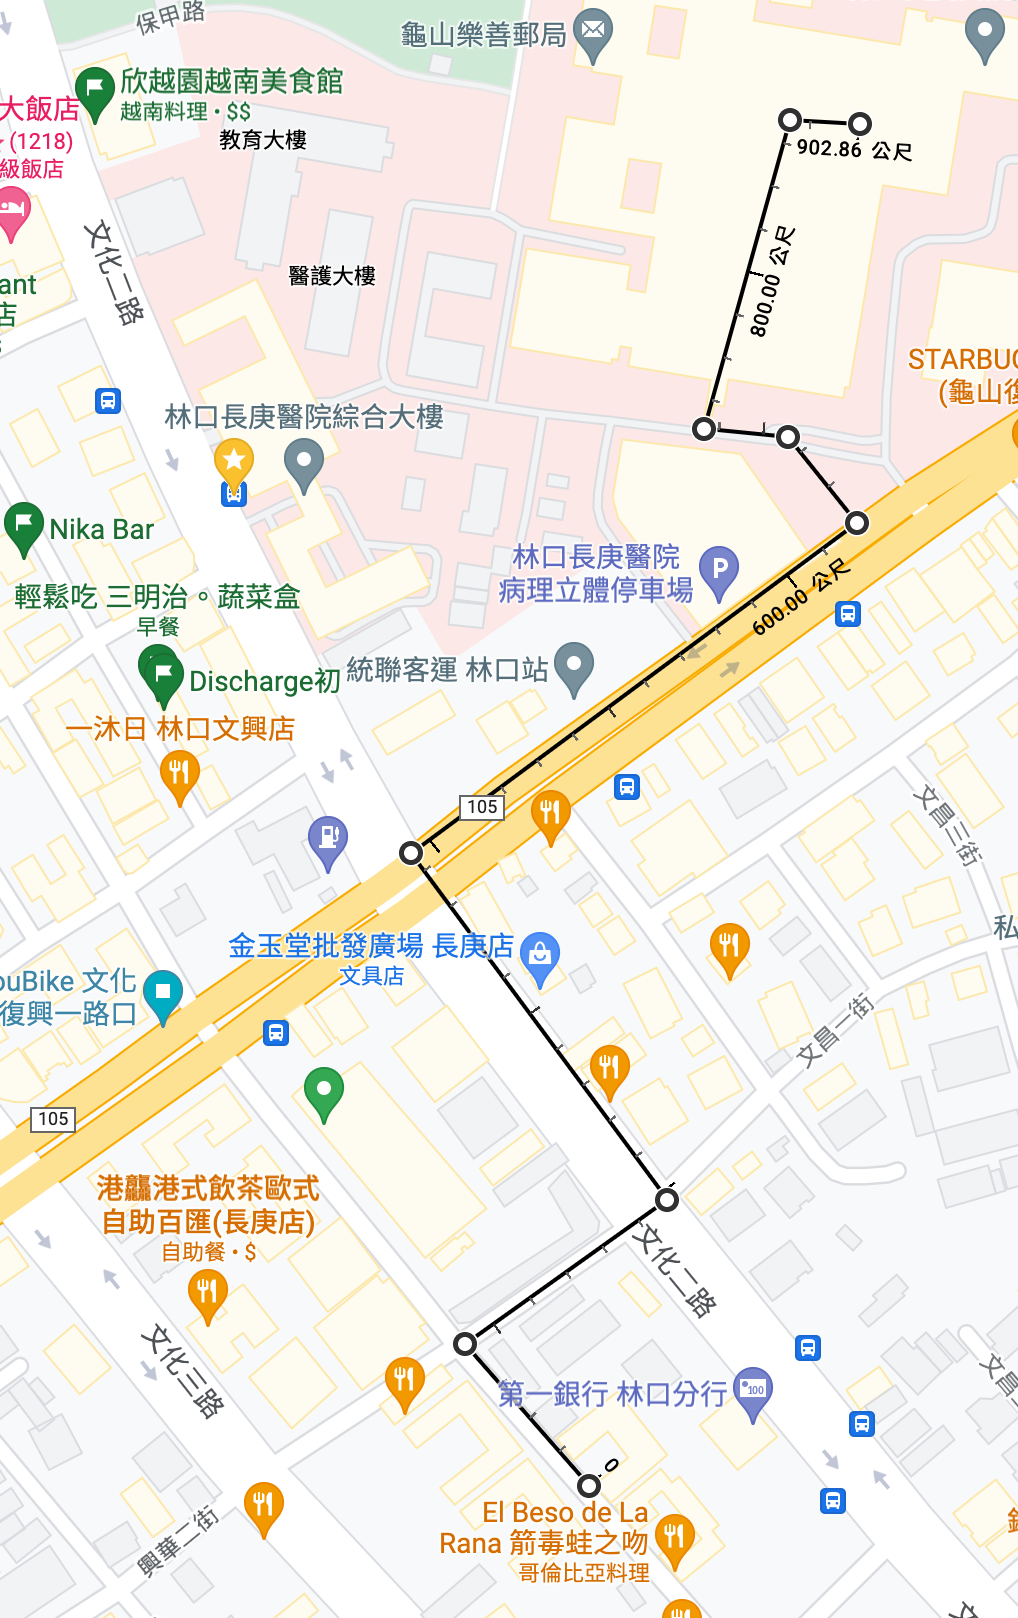 保甲路
龜山樂善郵局
欣越園越南美食館
越南料理・$$
大飯店
(1218)
級飯店
教育大樓
902.86 公尺
文化二路
醫護大樓
800.00 公尺
ant
店
STARBUC
(龜山復
林口長庚醫院綜合大樓
Nika Bar
林口長庚醫院
病理立體停車場
P
600.00 公尺
輕鬆吃 三明治。蔬菜盒
早餐
統聯客運 林口站
Discharge初
一沐日 林口文興店
105
文昌三街
私
金玉堂批發廣場 長庚店
文具店
ouBike 文化
復興一路口
文昌一街
105
港龘港式飲茶歐式
自助百匯(長庚店)
自助餐・$
文化二路
文化三路
文昌
第一銀行 林口分行
100
0
El Beso de La
Rana 箭毒蛙之吻
哥倫比亞料理
興華二街
文